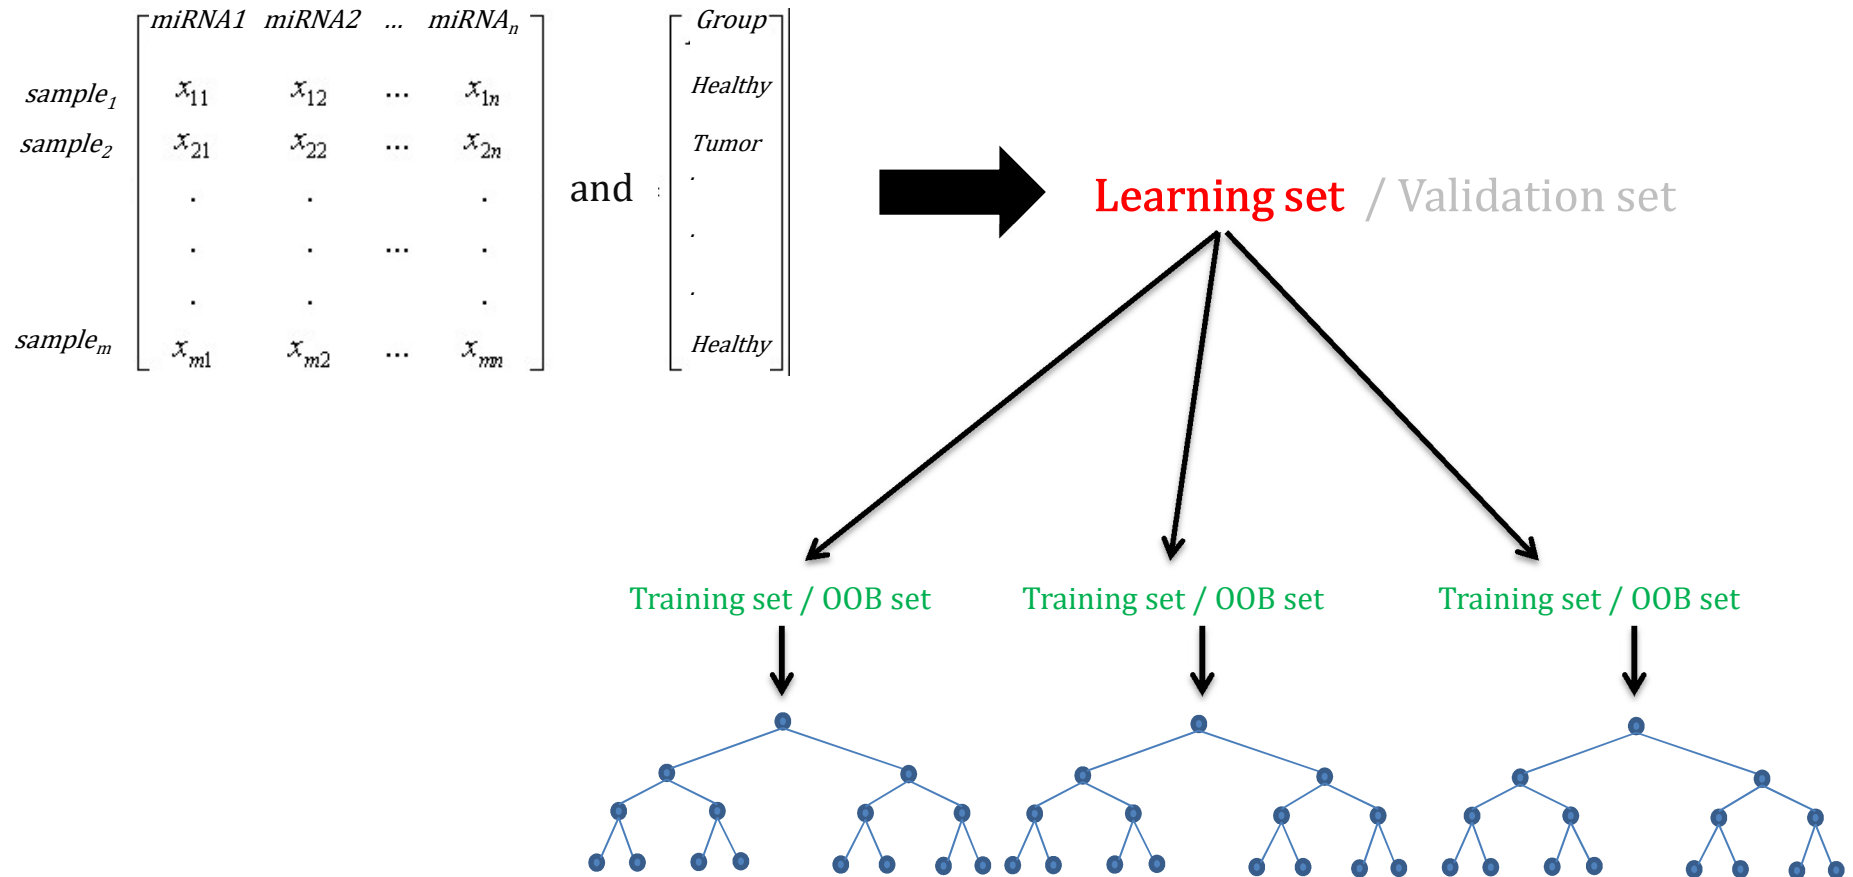 miRNA1 miRNA2 ... miRNAₙ
sample₁ x₁₁ x₁₂ ... x₁ₙ
sample₂ x₂₁ x₂₂ ... x₂ₙ
. . .
. . ... .
. . .
sampleₘ xₘ₁ xₘ₂ ... xₘₙ
and
Group
Healthy
Tumor
.
.
.
Healthy
Learning set / Validation set
Training set / OOB set
Training set / OOB set
Training set / OOB set